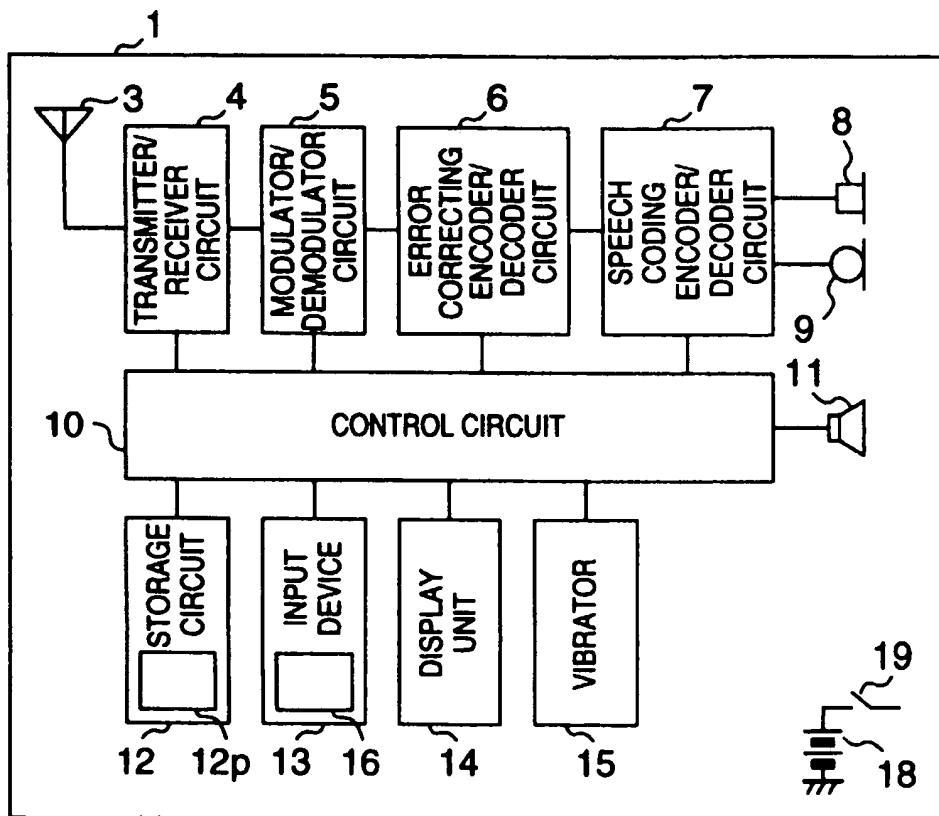 1
3
4
5
6
7
8
TRANSMITTER/
RECEIVER
CIRCUIT
MODULATOR/
DEMODULATOR
CIRCUIT
ERROR
CORRECTING
ENCODER/
DECODER
CIRCUIT
SPEECH
CODING
ENCODER/
DECODER
CIRCUIT
9
10
CONTROL CIRCUIT
11
STORAGE
CIRCUIT
INPUT
DEVICE
DISPLAY
UNIT
VIBRATOR
12
12p
13
16
14
15
19
18